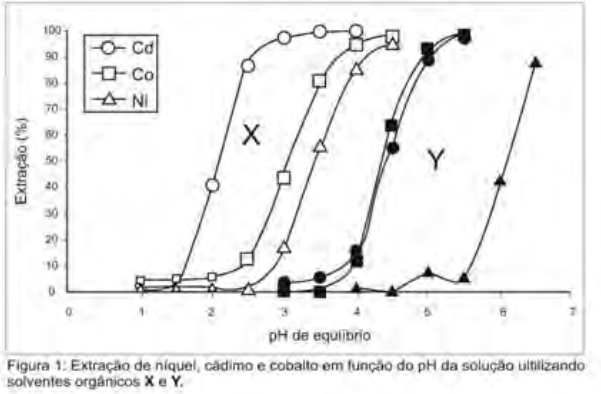 100
90
80
70
60
50
40
30
20
10
0
Extração (%)
Cd
Co
Ni
X
Y
0 1 2 3 4 5 6 7
pH de equilíbrio
Figura 1: Extração de níquel, cádimo e cobalto em função do pH da solução ultilizando
solventes orgânicos X e Y.